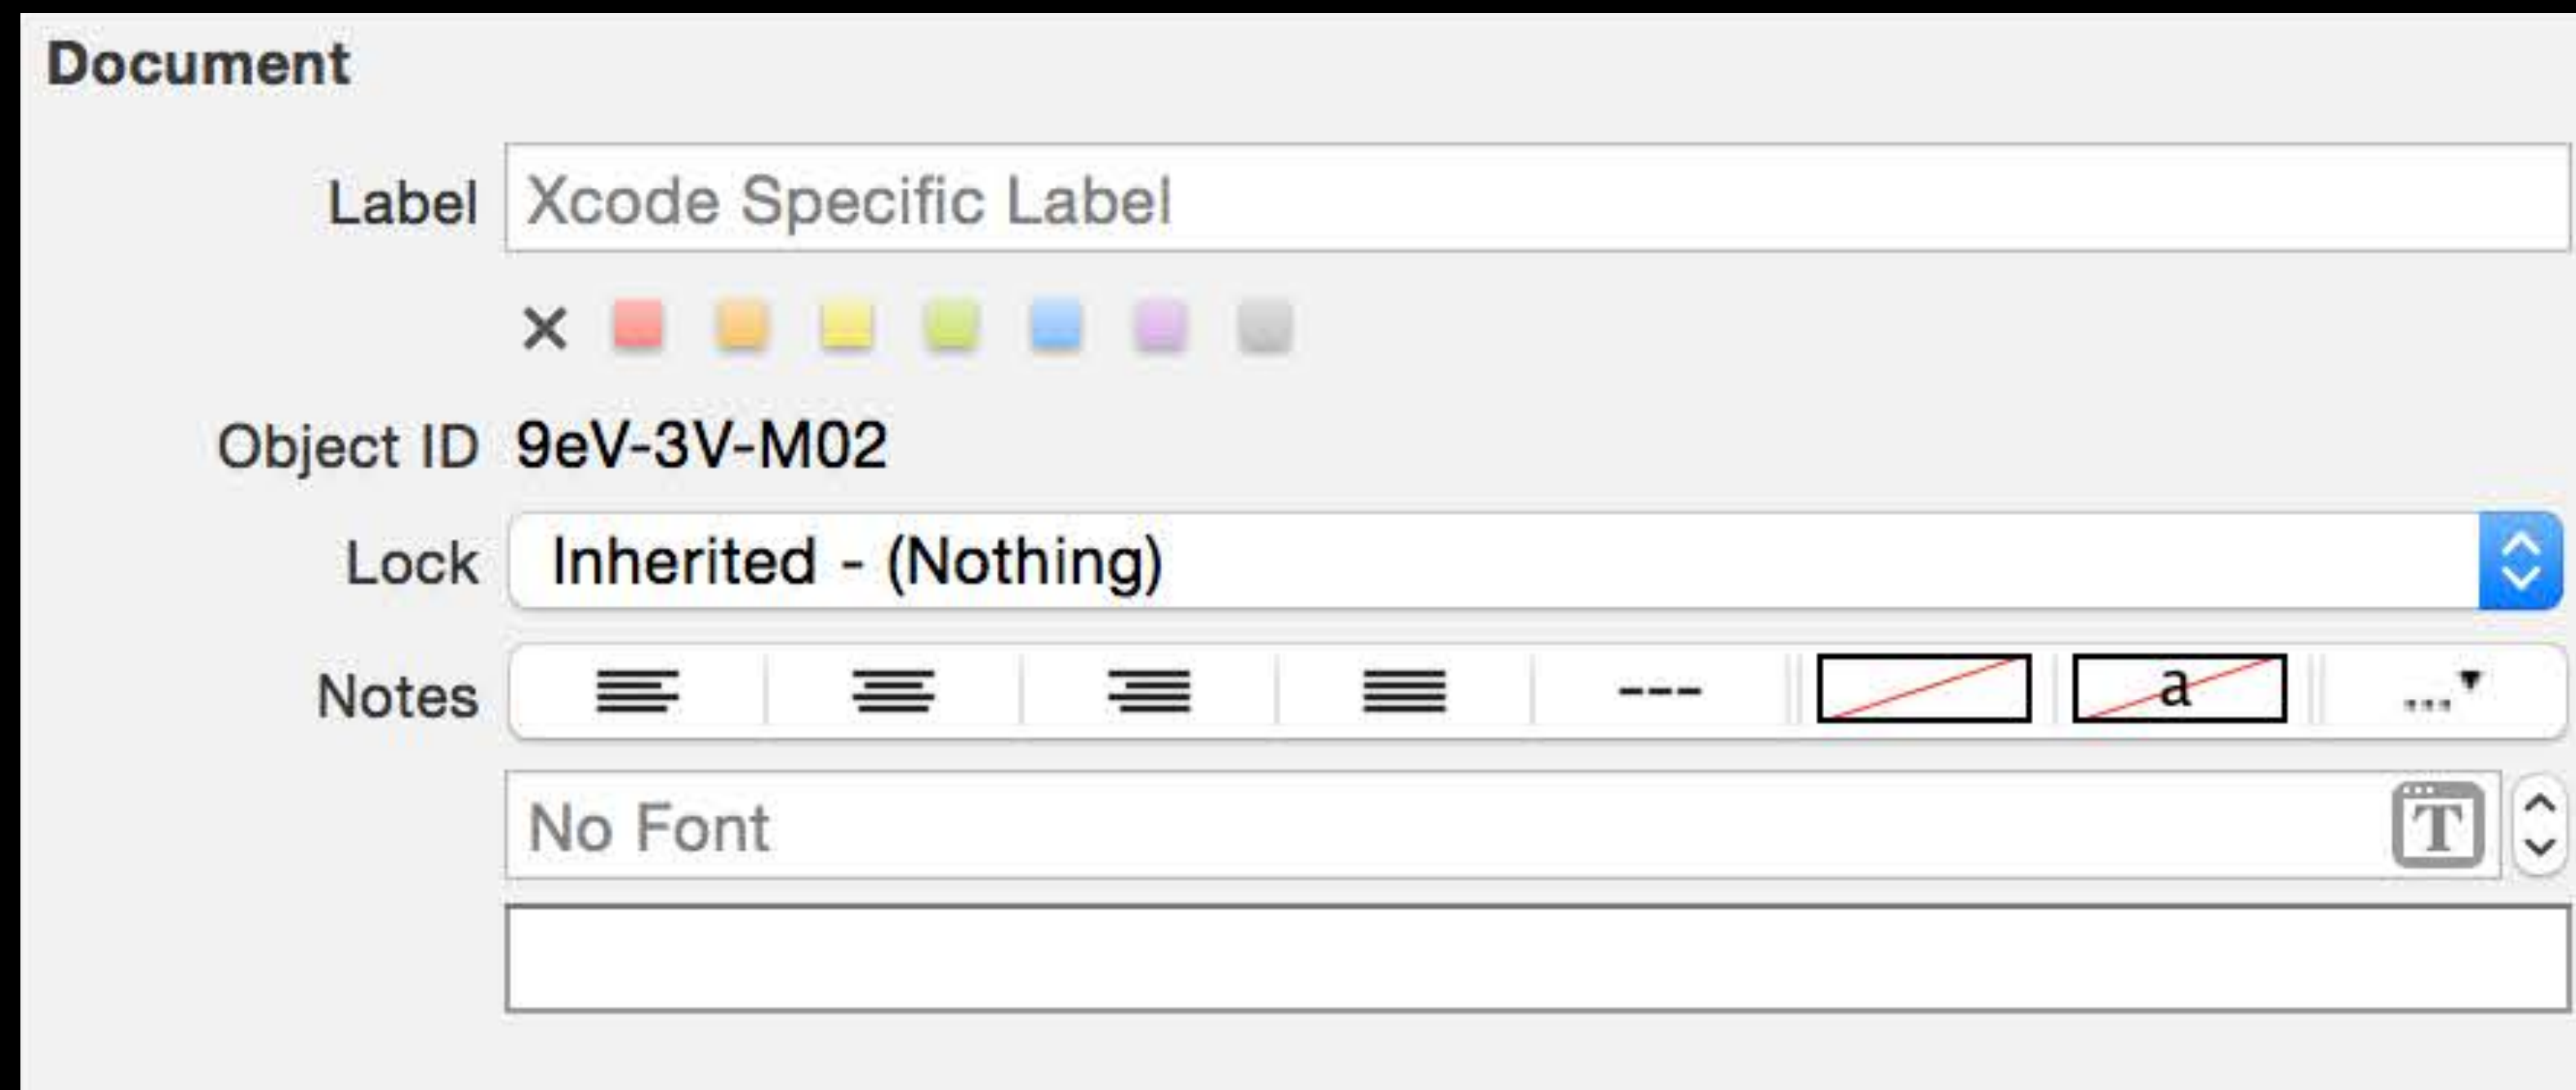 Document
Label Xcode Specific Label
Object ID 9eV-3V-M02
Lock Inherited - (Nothing)
Notes --- a ...
No Font T